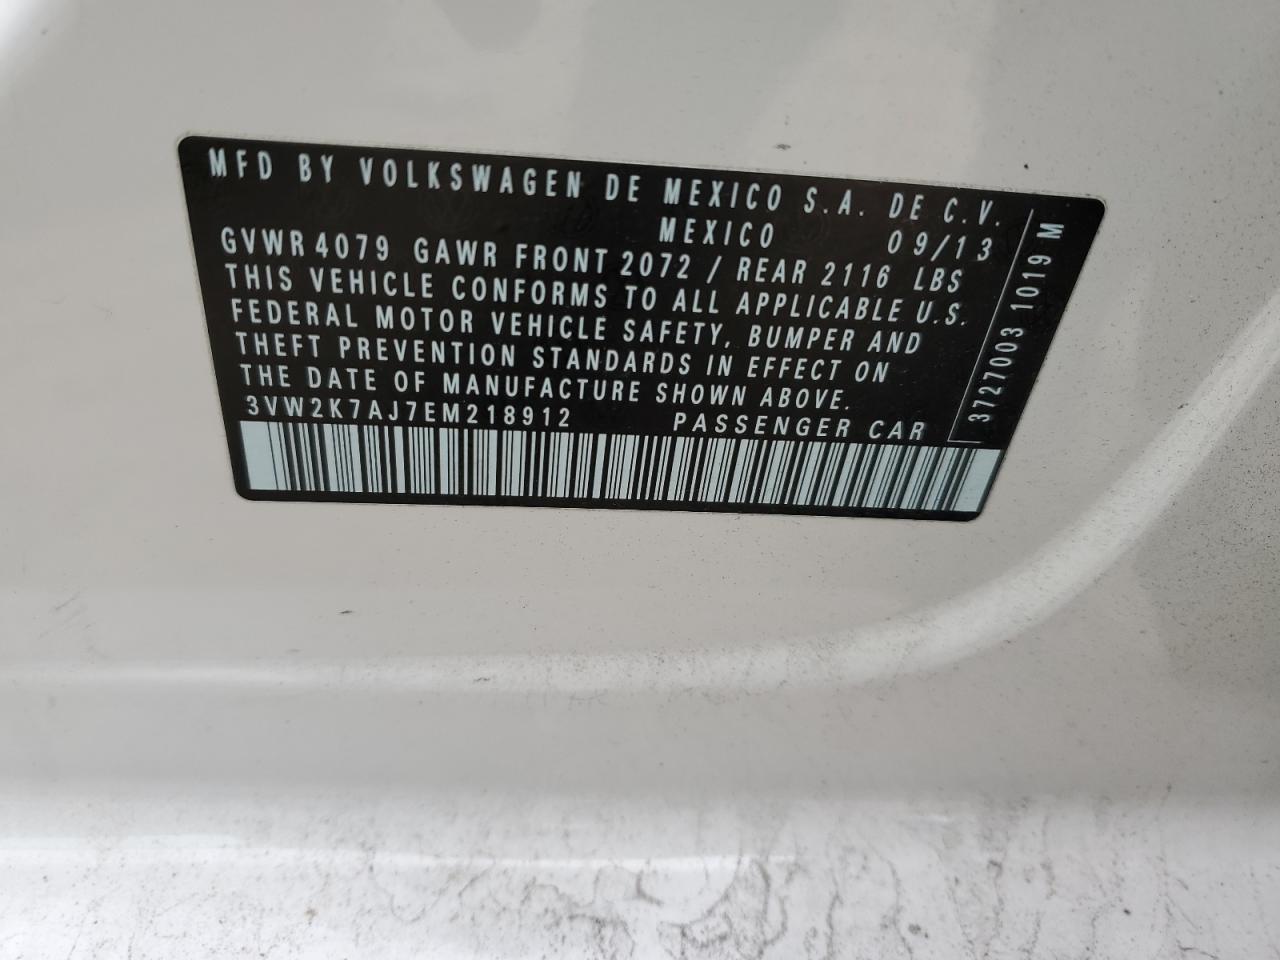 MFD BY VOLKSWAGEN DE MEXICO S.A. DE C.V.
MEXICO 09/13
GVWR 4079 GAWR FRONT 2072 / REAR 2116 LBS
THIS VEHICLE CONFORMS TO ALL APPLICABLE U.S.
FEDERAL MOTOR VEHICLE SAFETY, BUMPER AND
THEFT PREVENTION STANDARDS IN EFFECT ON
THE DATE OF MANUFACTURE SHOWN ABOVE.
3VW2K7AJ7EM218912 PASSENGER CAR
3727003 1019 M